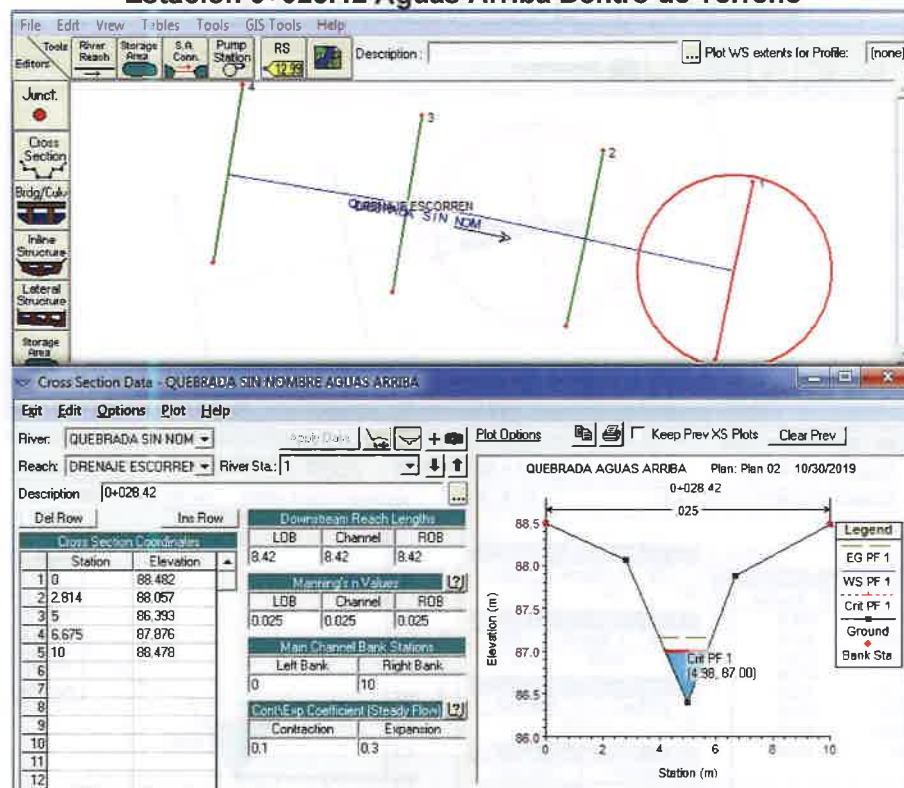 Estación 0+028.42 Aguas Arriba Dentro de Terreno
File Edit View Tables Tools GIS Tools Help
Tools River Reach Storage Area S.A. Conn. Pump Station RS Description : ... Plot WS extents for Profile: (none)
Editors 12.99
Junct.
Cross Section
Brdg/Culv
Inline Structure
Lateral Structure
Storage Area
4
3
2
1
DRENAJE ESCORREN
QUEBRADA SIN NOM
Cross Section Data - QUEBRADA SIN NOMBRE AGUAS ARRIBA
Exit Edit Options Plot Help
River: QUEBRADA SIN NOM Apply Data + Plot Options Keep Prev XS Plots Clear Prev
Reach: DRENAJE ESCORREN River Sta.: 1
Description 0+028.42 ...
Del Row Ins Row
Cross Section Coordinates
Station Elevation
1 0 88.482
2 2.814 88.057
3 5 86.393
4 6.675 87.876
5 10 88.478
6
7
8
9
10
11
12
Downstream Reach Lengths
LOB Channel ROB
8.42 8.42 8.42
Manning's n Values [?]
LOB Channel ROB
0.025 0.025 0.025
Main Channel Bank Stations
Left Bank Right Bank
0 10
Cont\Exp Coefficient (Steady Flow) [?]
Contraction Expansion
0.1 0.3
QUEBRADA AGUAS ARRIBA Plan: Plan 02 10/30/2019
0+028.42
.025
88.5
88.0
87.5
87.0
86.5
86.0
Elevation (m)
Crit PF 1
(4.98, 87.00)
0 2 4 6 8 10
Station (m)
Legend
EG PF 1
WS PF 1
Crit PF 1
Ground
Bank Sta